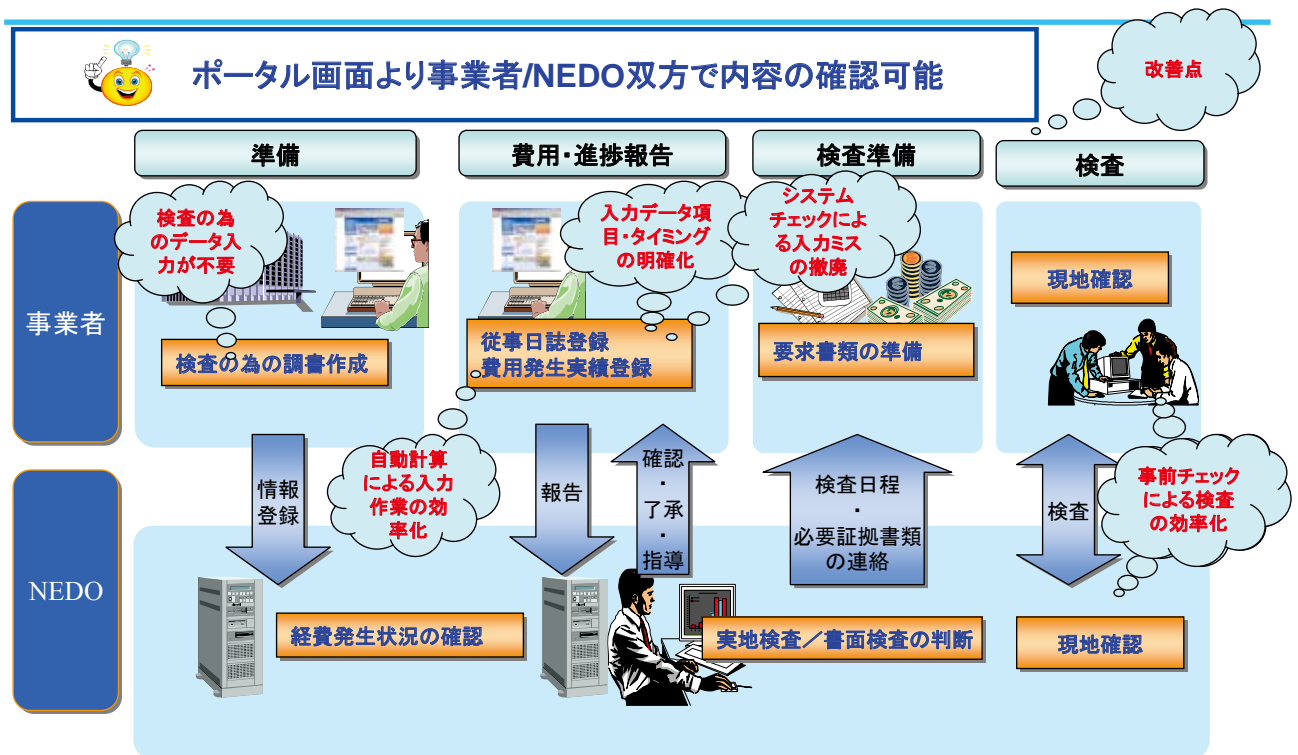 ポータル画面より事業者/NEDO双方で内容の確認可能
改善点
準備
費用・進捗報告
検査準備
検査
事業者
検査の為
のデータ入
力が不要
検査の為の調書作成
入力データ項
目・タイミング
の明確化
従事日誌登録
費用発生実績登録
システム
チェックによ
る入力ミス
の撤廃
要求書類の準備
現地確認
情報
登録
自動計算
による入力
作業の効
率化
報告
確認
・
了承
・
指導
検査日程
・
必要証拠書類
の連絡
検査
事前チェック
による検査
の効率化
NEDO
経費発生状況の確認
実地検査／書面検査の判断
現地確認